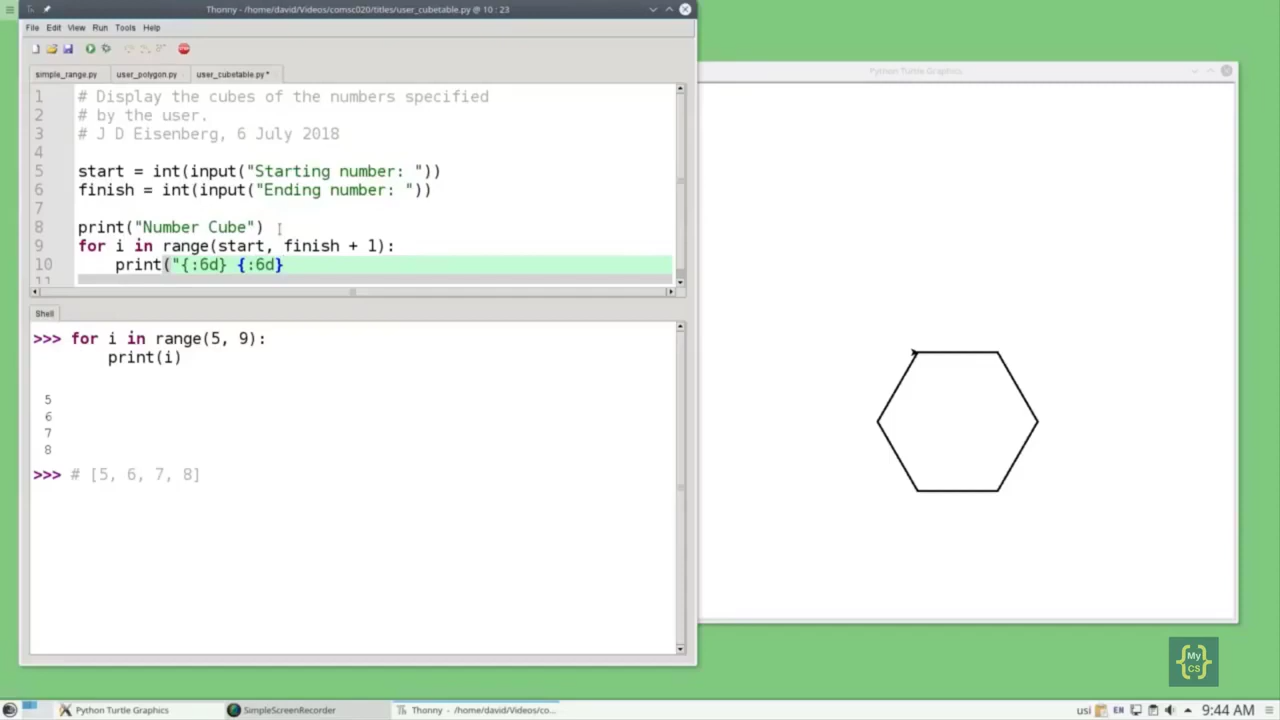 Thonny - /home/david/Videos/comsc020/titles/user_cubetable.py @ 10 : 23
File Edit View Run Tools Help
simple_range.py user_polygon.py user_cubetable.py *
Python Turtle Graphics
1 # Display the cubes of the numbers specified
2 # by the user.
3 # J D Eisenberg, 6 July 2018
4
5 start = int(input("Starting number: "))
6 finish = int(input("Ending number: "))
7
8 print("Number Cube")
9 for i in range(start, finish + 1):
10     print("{:6d} {:6d}
11
Shell
>>> for i in range(5, 9):
        print(i)
5
6
7
8
>>> # [5, 6, 7, 8]
{My CS}
Python Turtle Graphics SimpleScreenRecorder Thonny - /home/david/Videos/co... usi EN 9:44 AM